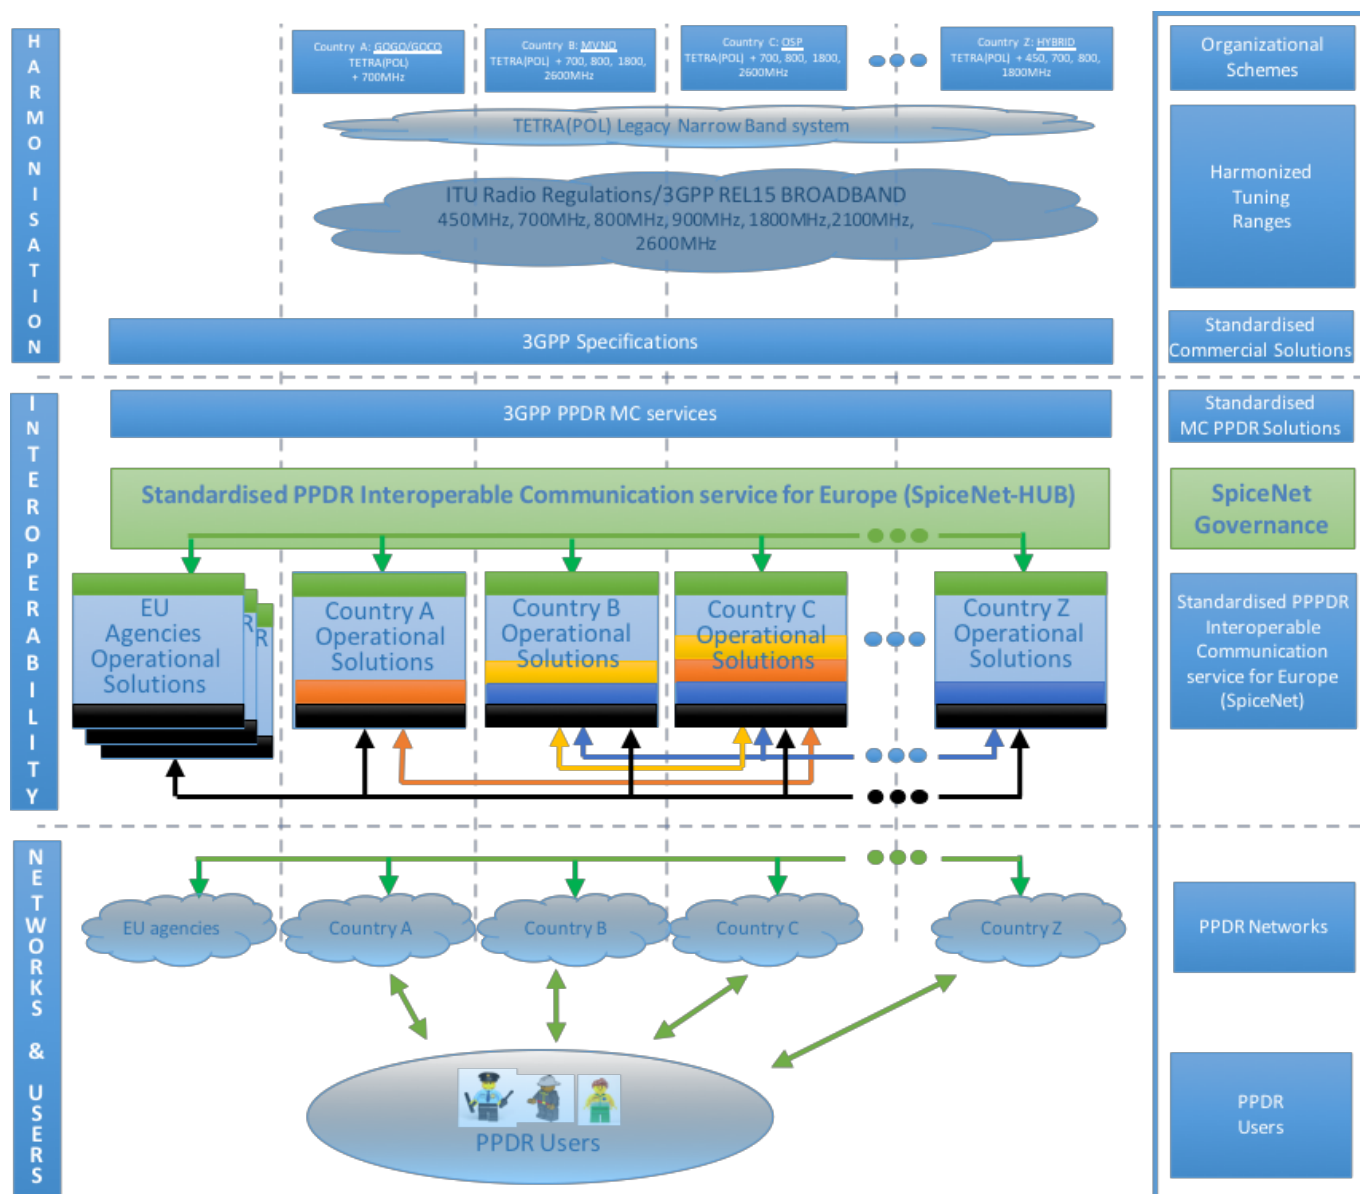 HARMONISATION
Country A: GOGO/GOCO
TETRA(POL)
+ 700MHz
Country B: MVNO
TETRA(POL) + 700, 800, 1800,
2600MHz
Country C: OSP
TETRA(POL) + 700, 800, 1800,
2600MHz
Country Z: HYBRID
TETRA(POL) + 450, 700, 800,
1800MHz
Organizational
Schemes
TETRA(POL) Legacy Narrow Band system
ITU Radio Regulations/3GPP REL15 BROADBAND
450MHz, 700MHz, 800MHz, 900MHz, 1800MHz,2100MHz,
2600MHz
Harmonized
Tuning
Ranges
3GPP Specifications
Standardised
Commercial Solutions
INTEROPERABILITY
3GPP PPDR MC services
Standardised
MC PPDR Solutions
Standardised PPDR Interoperable Communication service for Europe (SpiceNet-HUB)
SpiceNet
Governance
EU
Agencies
Operational
Solutions
R
R
Country A
Operational
Solutions
Country B
Operational
Solutions
Country C
Operational
Solutions
Country Z
Operational
Solutions
Standardised PPPDR
Interoperable
Communication
service for Europe
(SpiceNet)
NETWORKS & USERS
EU agencies
Country A
Country B
Country C
Country Z
PPDR Networks
PPDR Users
PPDR
Users